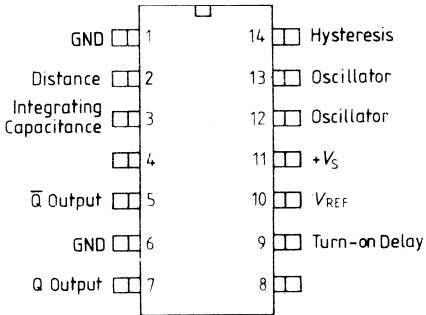 GND 1 14 Hysteresis
Distance 2 13 Oscillator
Integrating
Capacitance 3 12 Oscillator
4 11 +VS
Q̅ Output 5 10 VREF
GND 6 9 Turn-on Delay
Q Output 7 8